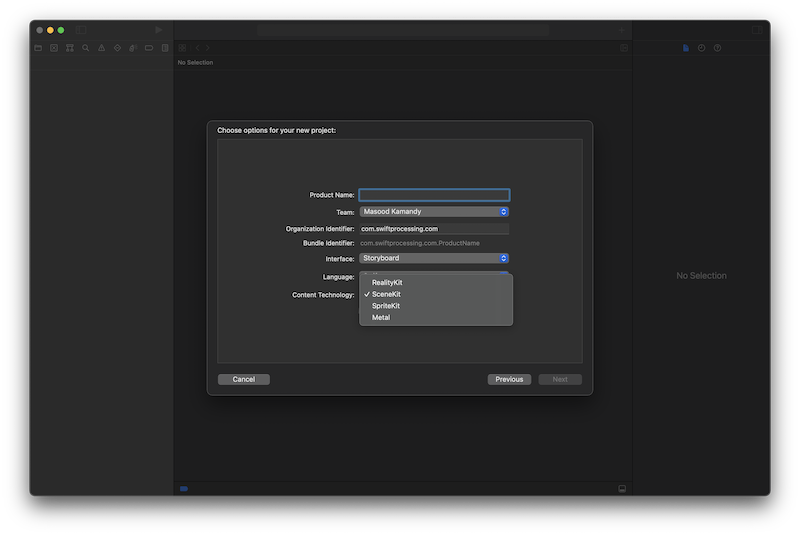 No Selection
Choose options for your new project:
Product Name:
Team: Masood Kamandy
Organization Identifier: com.swiftprocessing.com
Bundle Identifier: com.swiftprocessing.com.ProductName
Interface: Storyboard
Language:
RealityKit
Content Technology: ✓ SceneKit
SpriteKit
Metal
No Selection
Cancel
Previous
Next